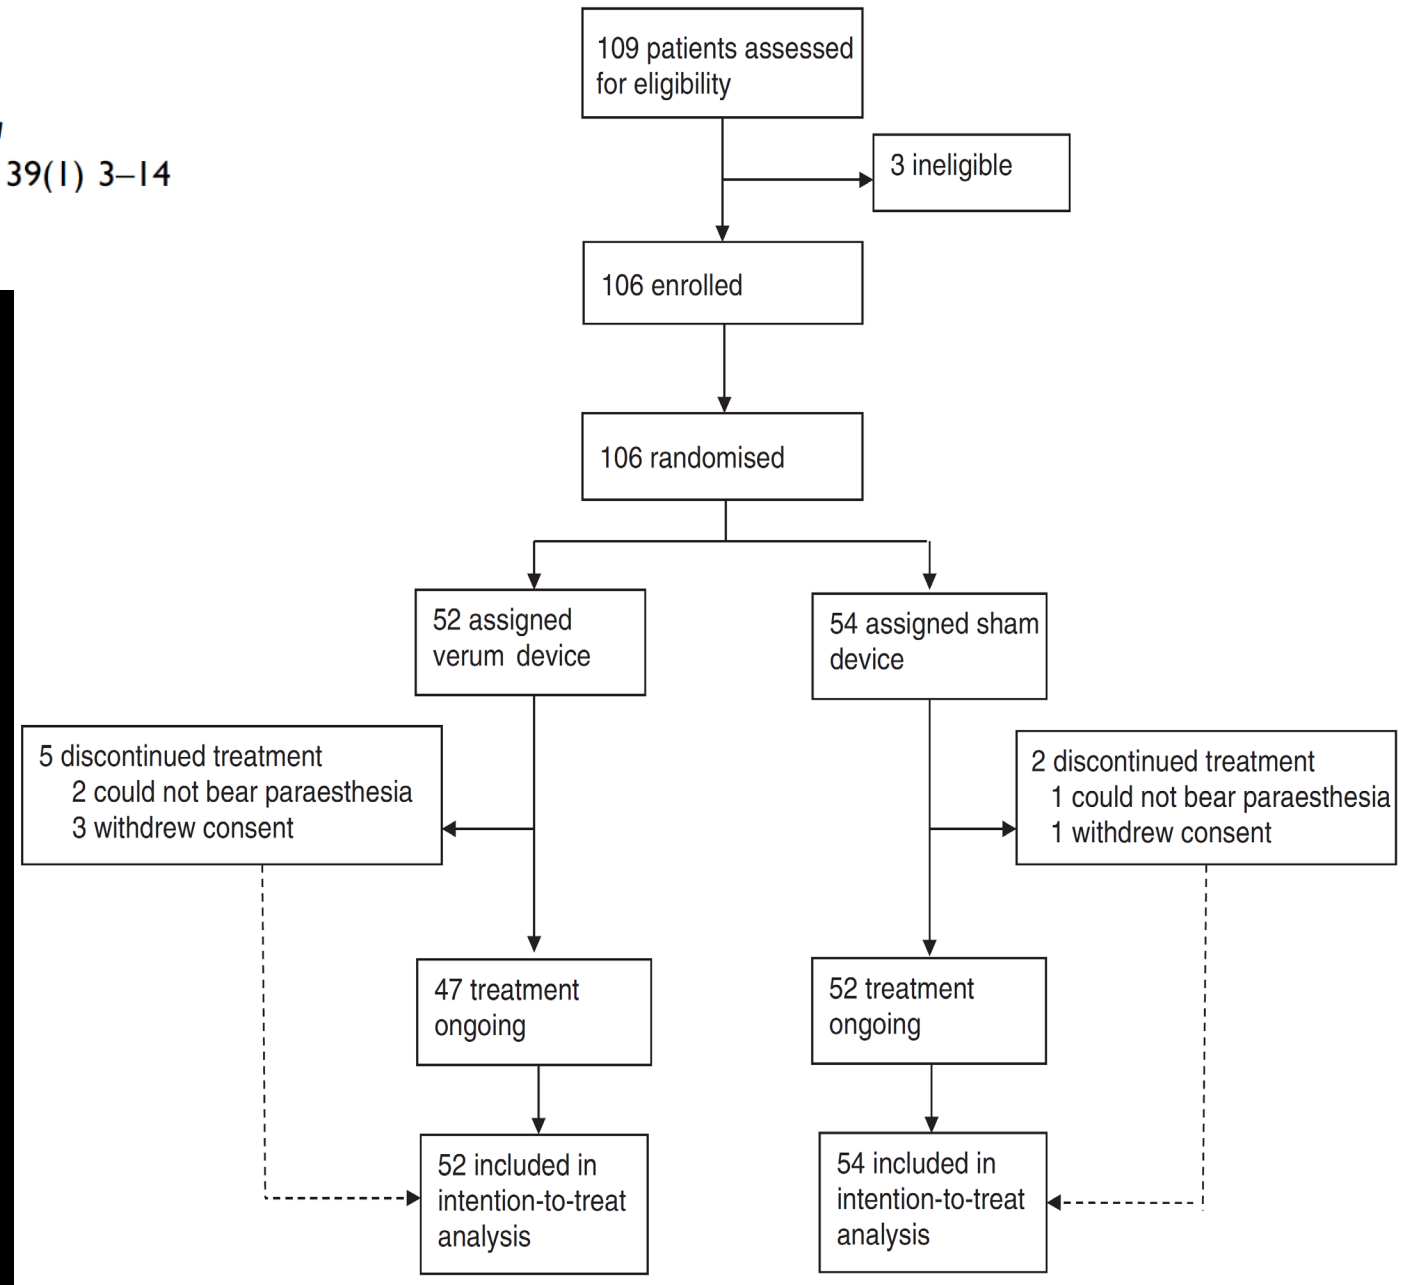 109 patients assessed
for eligibility
39(1) 3–14
3 ineligible
106 enrolled
106 randomised
52 assigned
verum device
54 assigned sham
device
5 discontinued treatment
2 could not bear paraesthesia
3 withdrew consent
2 discontinued treatment
1 could not bear paraesthesia
1 withdrew consent
47 treatment
ongoing
52 treatment
ongoing
52 included in
intention-to-treat
analysis
54 included in
intention-to-treat
analysis